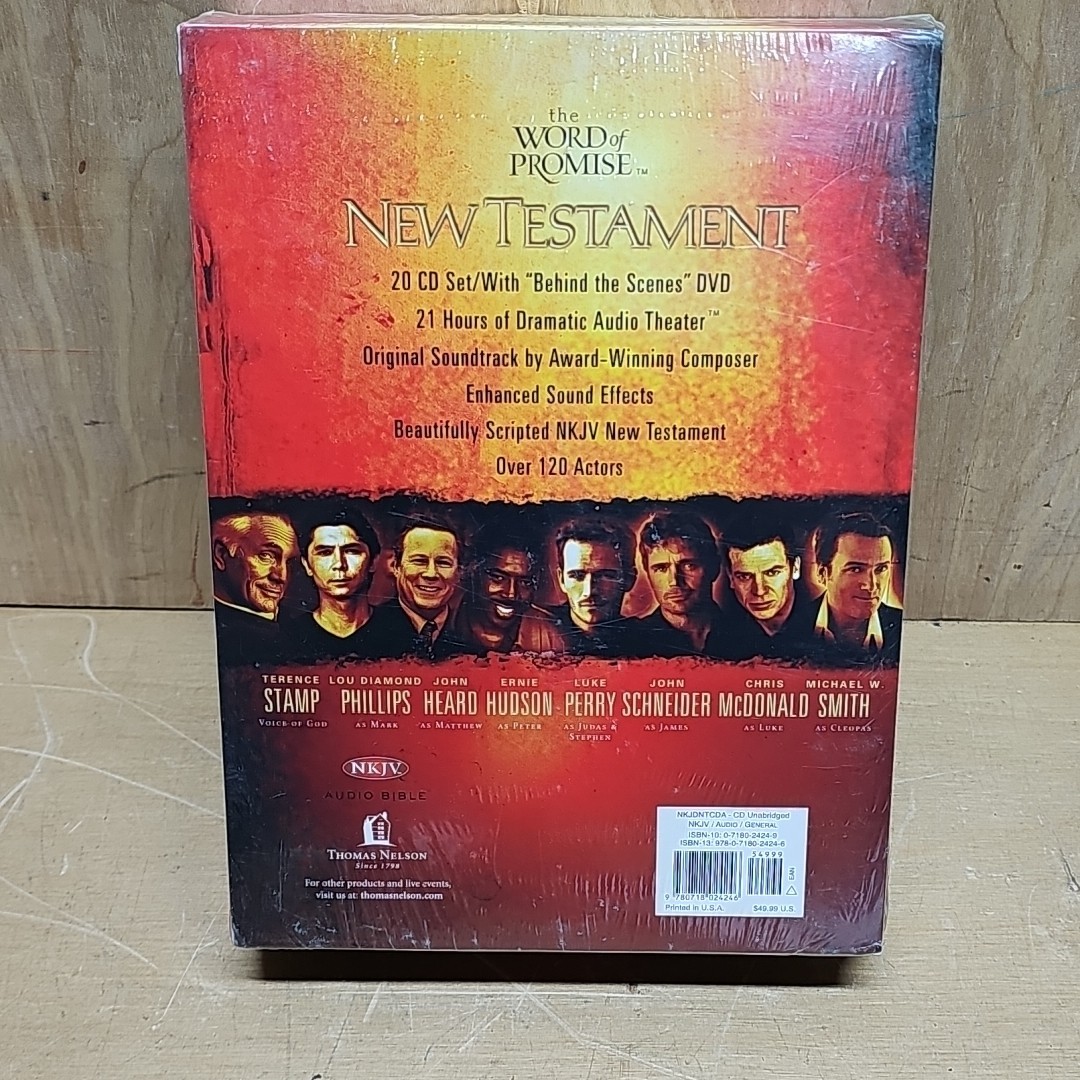 the
WORD of
PROMISE™
NEW TESTAMENT
20 CD Set/With "Behind the Scenes" DVD
21 Hours of Dramatic Audio Theater™
Original Soundtrack by Award-Winning Composer
Enhanced Sound Effects
Beautifully Scripted NKJV New Testament
Over 120 Actors
TERENCE LOU DIAMOND JOHN ERNIE LUKE JOHN CHRIS MICHAEL W.
STAMP PHILLIPS HEARD HUDSON PERRY SCHNEIDER McDONALD SMITH
VOICE OF GOD AS MARK AS MATTHEW AS PETER AS JUDAS & AS JAMES AS LUKE AS CLEOPAS
STEPHEN
NKJV
AUDIO BIBLE
THOMAS NELSON
Since 1798
For other products and live events,
visit us at: thomasnelson.com
NKJDNTCDA - CD Unabridged
NKJV / AUDIO / GENERAL
ISBN-10: 0-7180-2424-9
ISBN-13: 978-0-7180-2424-6
54999
EAN
9 780718 024246
Printed in U.S.A. $49.99 U.S.